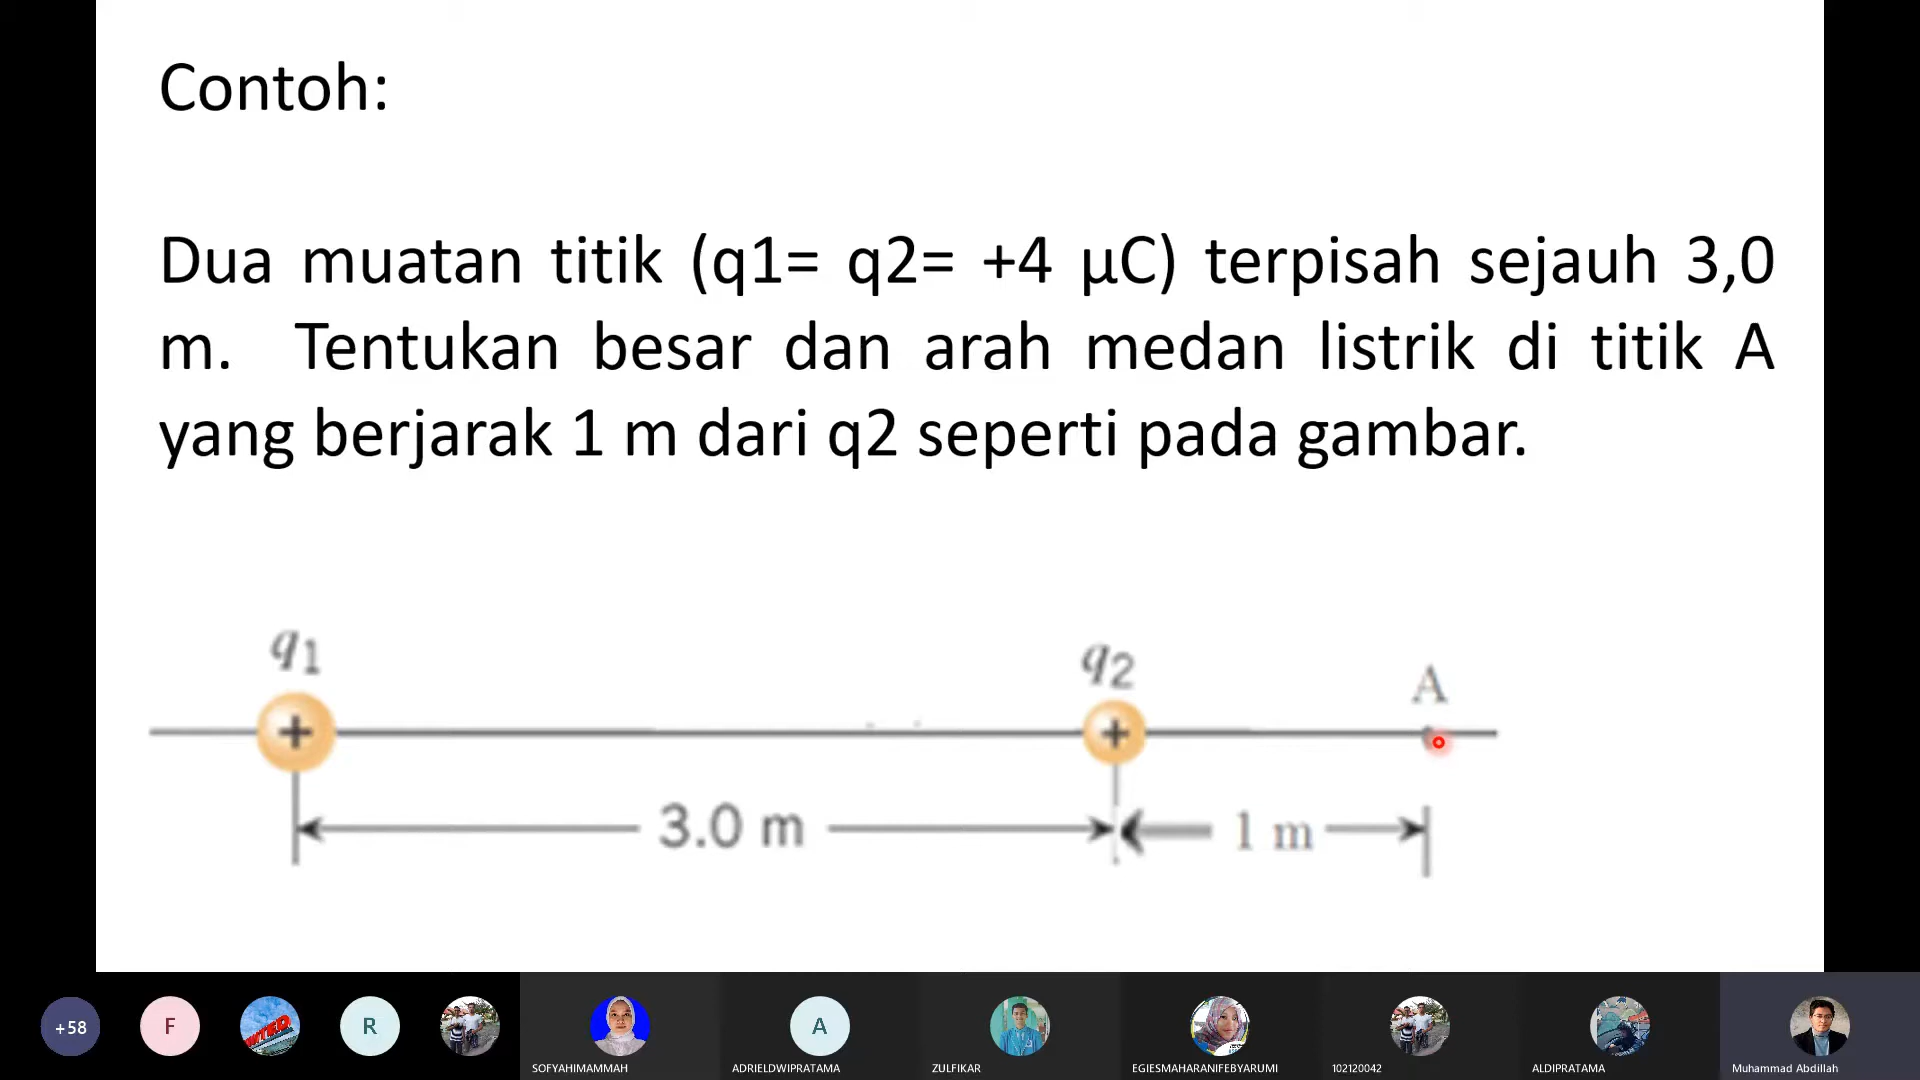 Contoh:
Dua muatan titik (q1= q2= +4 µC) terpisah sejauh 3,0
m. Tentukan besar dan arah medan listrik di titik A
yang berjarak 1 m dari q2 seperti pada gambar.
q1
q2
A
+
+
3.0 m
1 m
+58
F
UNITED
R
A
SOFYAHIMAMMAH
ADRIELDWIPRATAMA
ZULFIKAR
EGIESMAHARANIFEBYARUMI
102120042
ALDIPRATAMA
Muhammad Abdillah